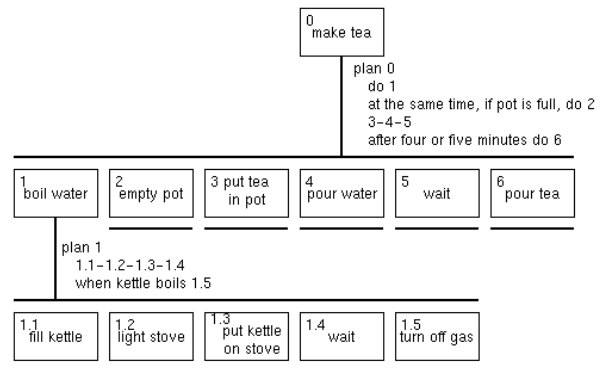 0
make tea
plan 0
do 1
at the same time, if pot is full, do 2
3-4-5
after four or five minutes do 6
1
boil water
2
empty pot
3 put tea
in pot
4
pour water
5
wait
6
pour tea
plan 1
1.1-1.2-1.3-1.4
when kettle boils 1.5
1.1
fill kettle
1.2
light stove
1.3
put kettle
on stove
1.4
wait
1.5
turn off gas